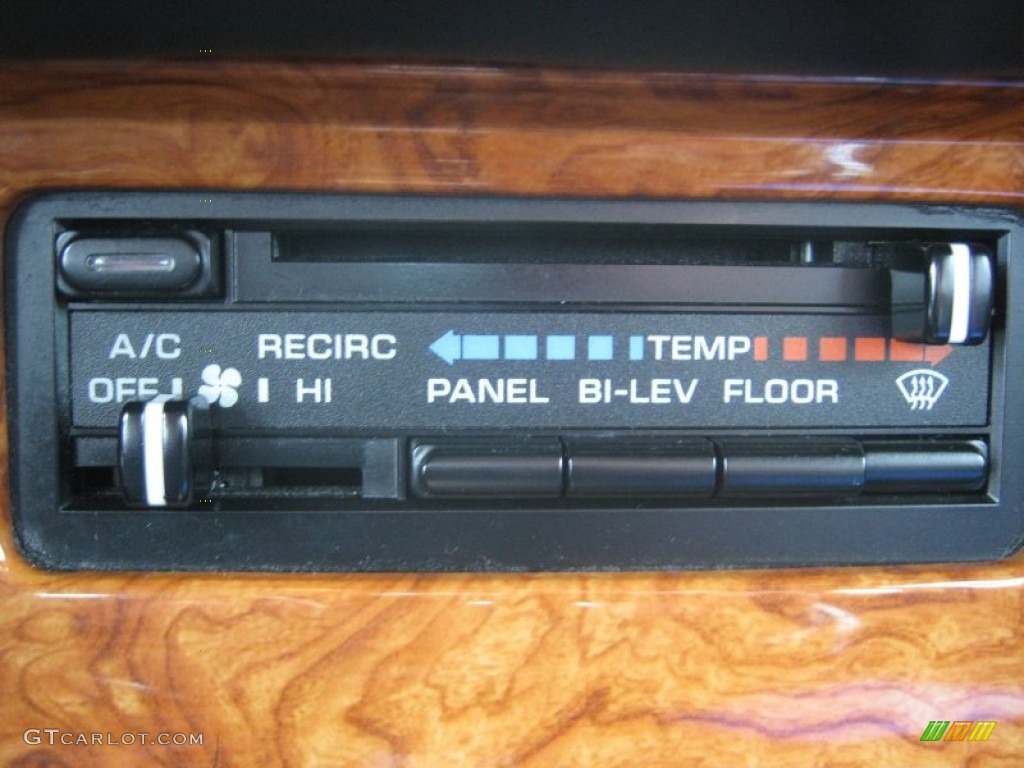 A/C RECIRC TEMP
OFF HI PANEL BI-LEV FLOOR
GTCARLOT.COM